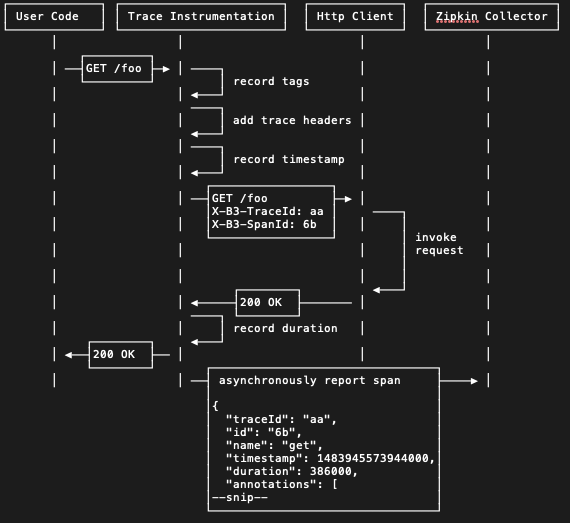 User Code
Trace Instrumentation
Http Client
Zipkin Collector
GET /foo
record tags
add trace headers
record timestamp
GET /foo
X-B3-TraceId: aa
X-B3-SpanId: 6b
invoke
request
200 OK
record duration
200 OK
asynchronously report span
{
"traceId": "aa",
"id": "6b",
"name": "get",
"timestamp": 1483945573944000,
"duration": 386000,
"annotations": [
--snip--